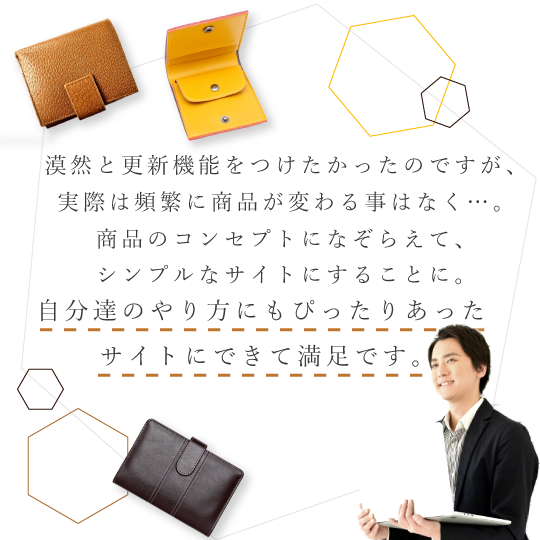 漠然と更新機能をつけたかったのですが、
実際は頻繁に商品が変わる事はなく…。
商品のコンセプトになぞらえて、
シンプルなサイトにすることに。
自分達のやり方にもぴったりあった
サイトにできて満足です。